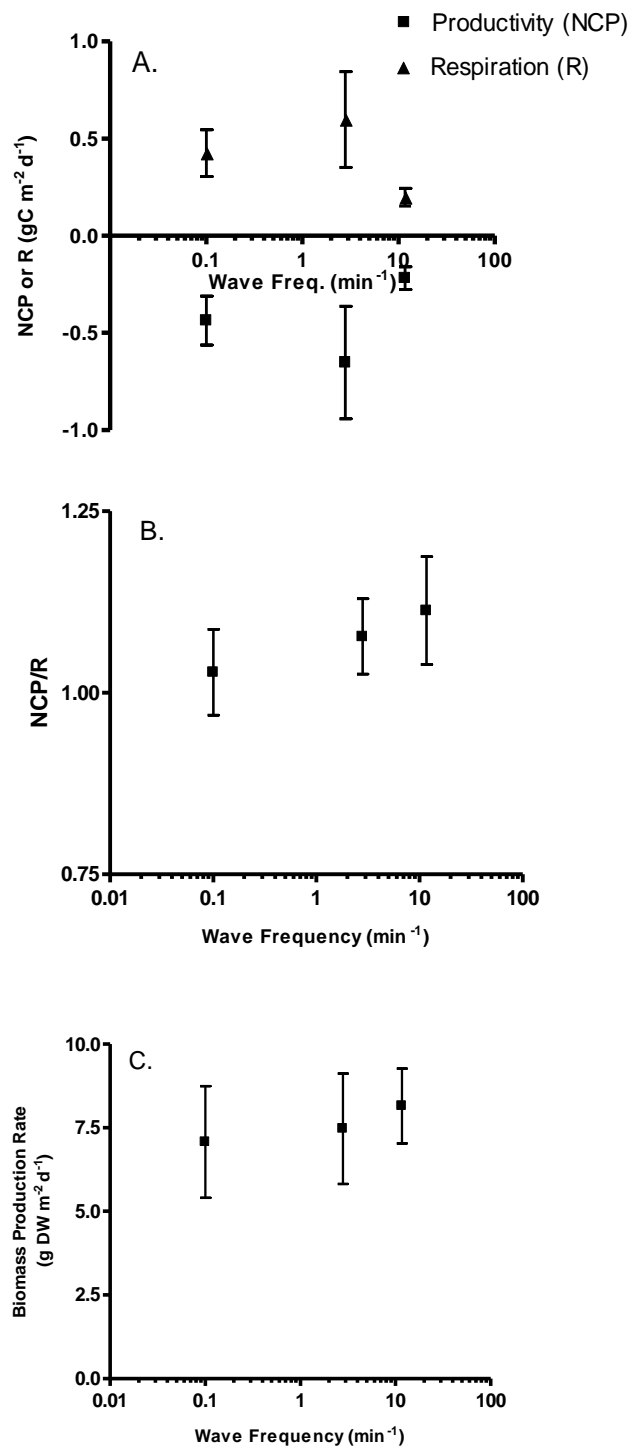 Productivity (NCP)
Respiration (R)
A.
NCP or R (gC m-2 d-1)
1.0
0.5
0.0
-0.5
-1.0
0.1
1
10
100
Wave Freq. (min-1)
B.
NCP/R
1.25
1.00
0.75
0.01
0.1
1
10
100
Wave Frequency (min-1)
C.
Biomass Production Rate
(g DW m-2 d-1)
10.0
7.5
5.0
2.5
0.0
0.01
0.1
1
10
100
Wave Frequency (min-1)